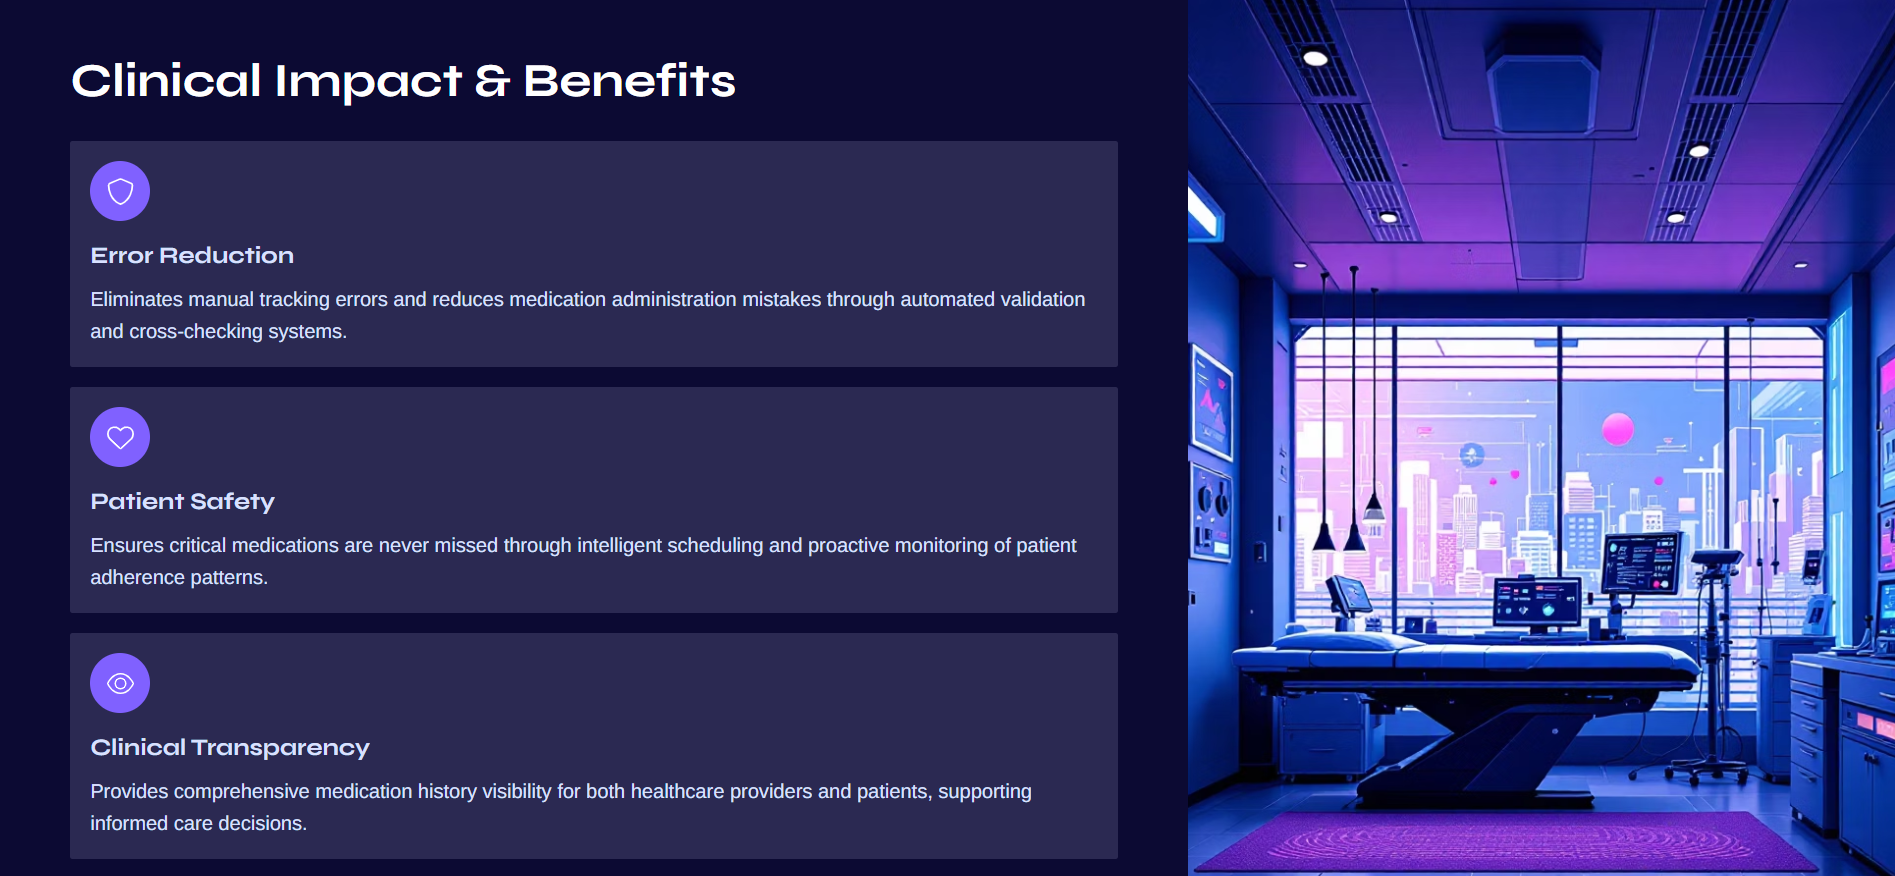 Clinical Impact & Benefits
Error Reduction
Eliminates manual tracking errors and reduces medication administration mistakes through automated validation
and cross-checking systems.
Patient Safety
Ensures critical medications are never missed through intelligent scheduling and proactive monitoring of patient
adherence patterns.
Clinical Transparency
Provides comprehensive medication history visibility for both healthcare providers and patients, supporting
informed care decisions.